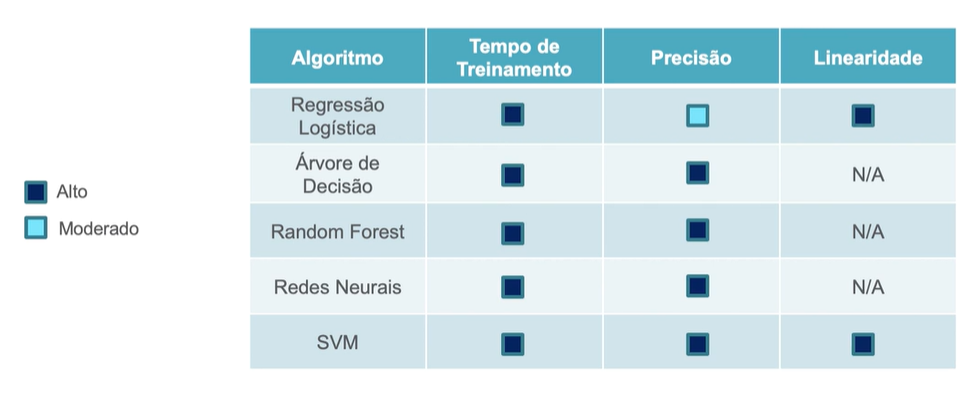 Algoritmo
Tempo de
Treinamento
Precisão
Linearidade
Regressão
Logística
Árvore de
Decisão
N/A
Random Forest
N/A
Redes Neurais
N/A
SVM
Alto
Moderado